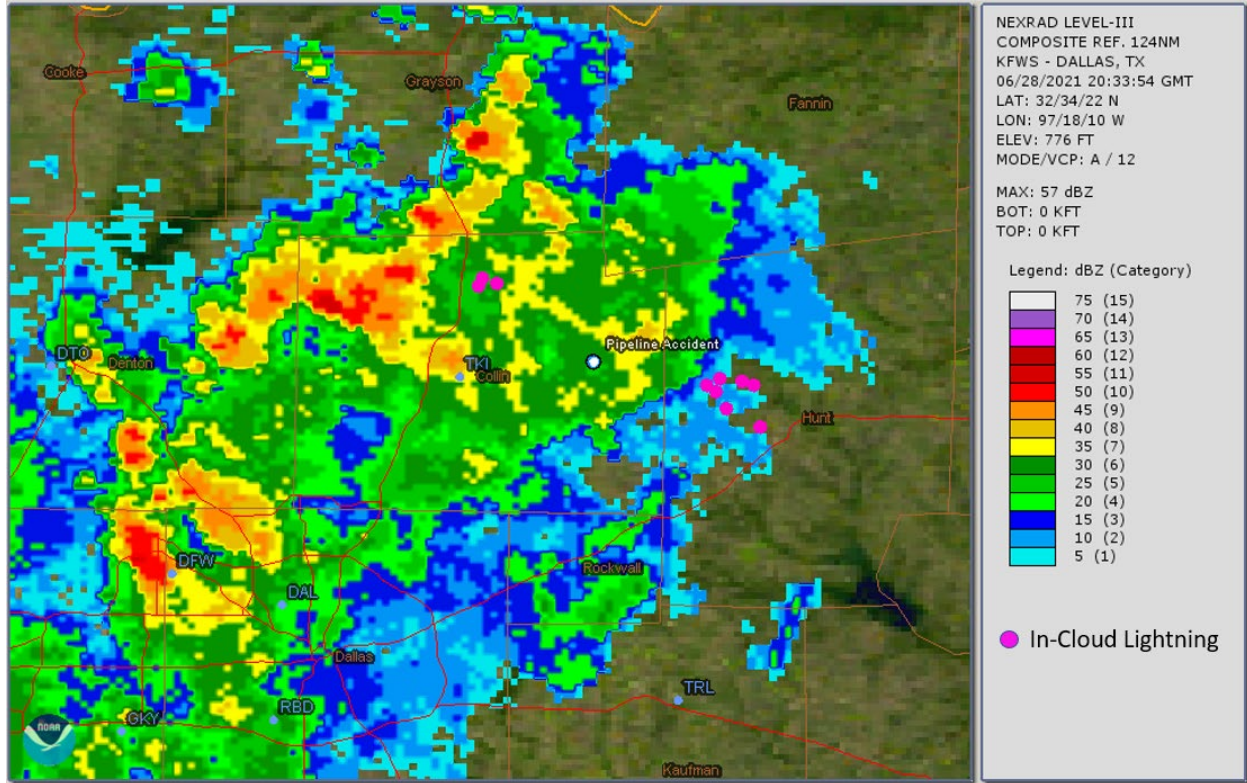 Cooke
Grayson
Fannin
Pipeline Accident
DTO
Denton
TKI
Collin
Hunt
DFW
DAL
Rockwall
Dallas
TRL
RBD
GKY
NOAA
Kaufman
NEXRAD LEVEL-III
COMPOSITE REF. 124NM
KFWS - DALLAS, TX
06/28/2021 20:33:54 GMT
LAT: 32/34/22 N
LON: 97/18/10 W
ELEV: 776 FT
MODE/VCP: A / 12
MAX: 57 dBZ
BOT: 0 KFT
TOP: 0 KFT
Legend: dBZ (Category)
75 (15)
70 (14)
65 (13)
60 (12)
55 (11)
50 (10)
45 (9)
40 (8)
35 (7)
30 (6)
25 (5)
20 (4)
15 (3)
10 (2)
5 (1)
In-Cloud Lightning